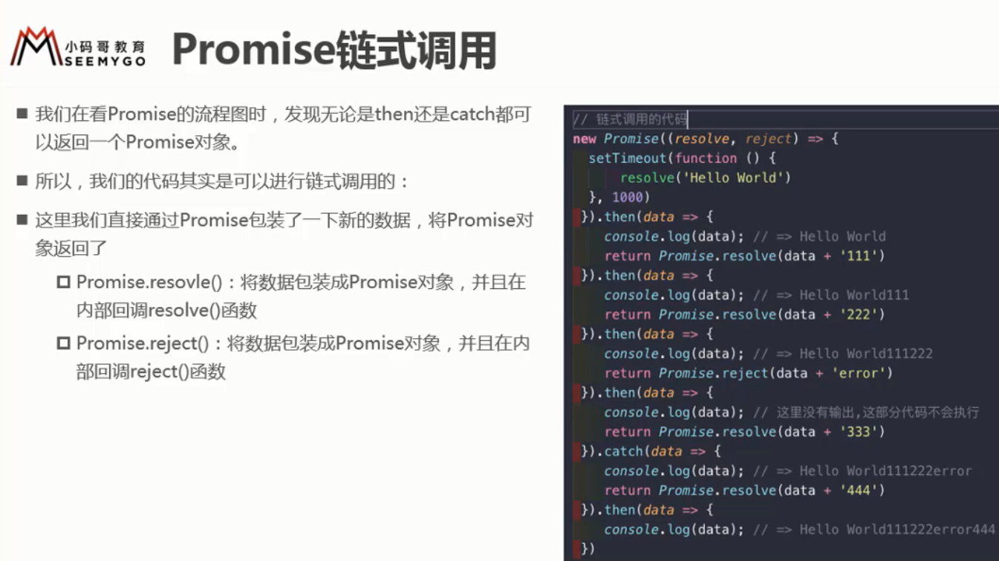 小码哥教育
SEEMYGO
Promise链式调用
■ 我们在看Promise的流程图时，发现无论是then还是catch都可
以返回一个Promise对象。
■ 所以，我们的代码其实是可以进行链式调用的：
■ 这里我们直接通过Promise包装了一下新的数据，将Promise对
象返回了
Promise.resovle()：将数据包装成Promise对象，并且在
内部回调resolve()函数
Promise.reject()：将数据包装成Promise对象，并且在内
部回调reject()函数
// 链式调用的代码
new Promise((resolve, reject) => {
setTimeout(function () {
resolve('Hello World')
}, 1000)
}).then(data => {
console.log(data); // => Hello World
return Promise.resolve(data + '111')
}).then(data => {
console.log(data); // => Hello World111
return Promise.resolve(data + '222')
}).then(data => {
console.log(data); // => Hello World111222
return Promise.reject(data + 'error')
}).then(data => {
console.log(data); // 这里没有输出,这部分代码不会执行
return Promise.resolve(data + '333')
}).catch(data => {
console.log(data); // => Hello World111222error
return Promise.resolve(data + '444')
}).then(data => {
console.log(data); // => Hello World111222error444
})